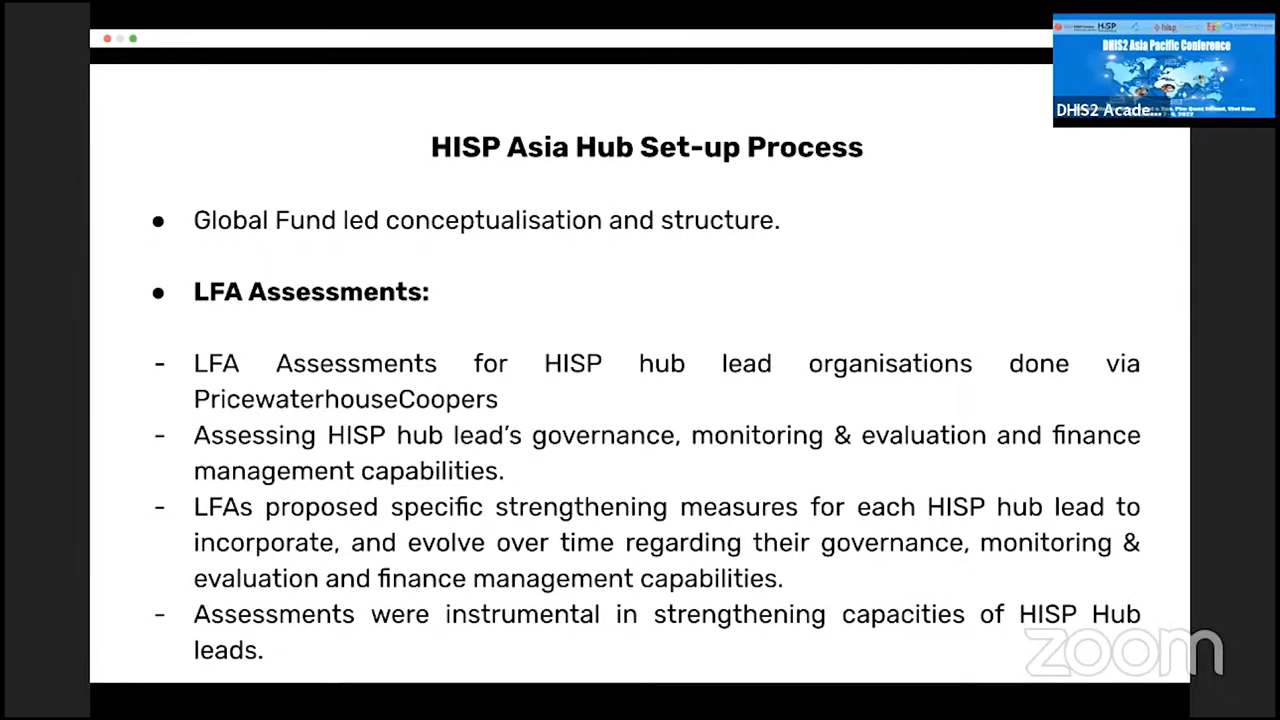 HISP
hisp
DHIS2 Asia Pacific Conference
DHIS2 Acade...
2022
HISP Asia Hub Set-up Process
● Global Fund led conceptualisation and structure.
● LFA Assessments:
- LFA Assessments for HISP hub lead organisations done via
PricewaterhouseCoopers
- Assessing HISP hub lead's governance, monitoring & evaluation and finance
management capabilities.
- LFAs proposed specific strengthening measures for each HISP hub lead to
incorporate, and evolve over time regarding their governance, monitoring &
evaluation and finance management capabilities.
- Assessments were instrumental in strengthening capacities of HISP Hub
leads.
zoom